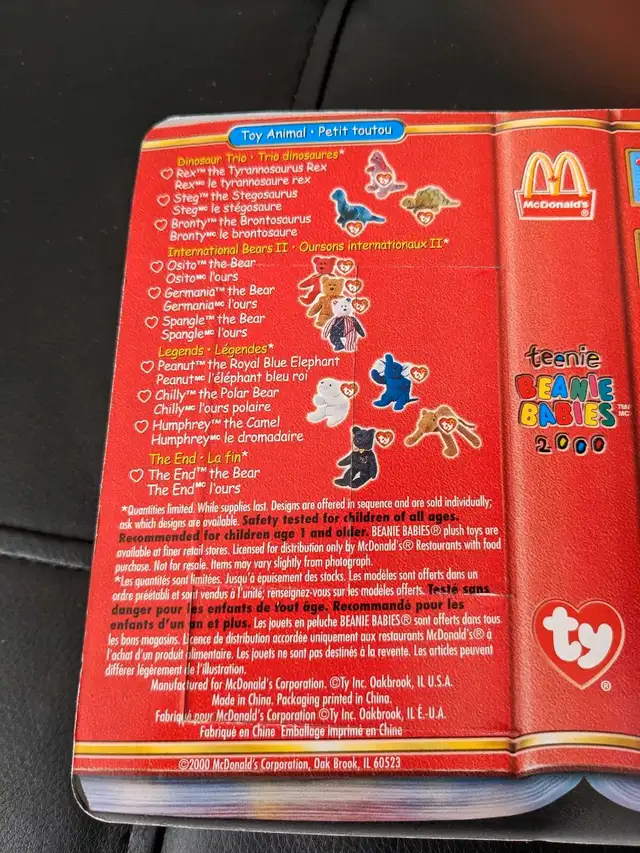 Toy Animal · Petit toutou
Dinosaur Trio · Trio dinosaures*
Rex™ the Tyrannosaurus Rex
Rex MC le tyrannosaure rex
Steg™ the Stegosaurus
Steg MC le stégosaure
Bronty™ the Brontosaurus
Bronty MC le brontosaure
International Bears II · Oursons internationaux II*
Osito™ the Bear
Osito MC l'ours
Germania™ the Bear
Germania MC l'ours
Spangle™ the Bear
Spangle MC l'ours
Legends · Légendes*
Peanut™ the Royal Blue Elephant
Peanut MC l'éléphant bleu roi
Chilly™ the Polar Bear
Chilly MC l'ours polaire
Humphrey™ the Camel
Humphrey MC le dromadaire
The End · La fin*
The End™ the Bear
The End MC l'ours
*Quantities limited. While supplies last. Designs are offered in sequence and are sold individually;
ask which designs are available. Safety tested for children of all ages.
Recommended for children age 1 and older. BEANIE BABIES® plush toys are
available at finer retail stores. Licensed for distribution only by McDonald's® Restaurants with food
purchase. Not for resale. Items may vary slightly from photograph.
*Les quantités sont limitées. Jusqu'à épuisement des stocks. Les modèles sont offerts dans un
ordre préétabli et sont vendus à l'unité; renseignez-vous sur les modèles offerts. Testé sans
danger pour les enfants de tout âge. Recommandé pour les
enfants d'un an et plus. Les jouets en peluche BEANIE BABIES® sont offerts dans tous
les bons magasins. Licence de distribution accordée uniquement aux restaurants McDonald's® à
l'achat d'un produit alimentaire. Les jouets ne sont pas destinés à la revente. Les articles peuvent
différer légèrement de l'illustration.
Manufactured for McDonald's Corporation. ©Ty Inc. Oakbrook, IL U.S.A.
Made in China. Packaging printed in China.
Fabriqué pour McDonald's Corporation ©Ty Inc. Oakbrook, IL É.-U.A.
Fabriqué en Chine Emballage imprimé en Chine
©2000 McDonald's Corporation, Oak Brook, IL 60523
McDonald's®
teenie
BEANIE
BABIES TM/MC
2000
ty®